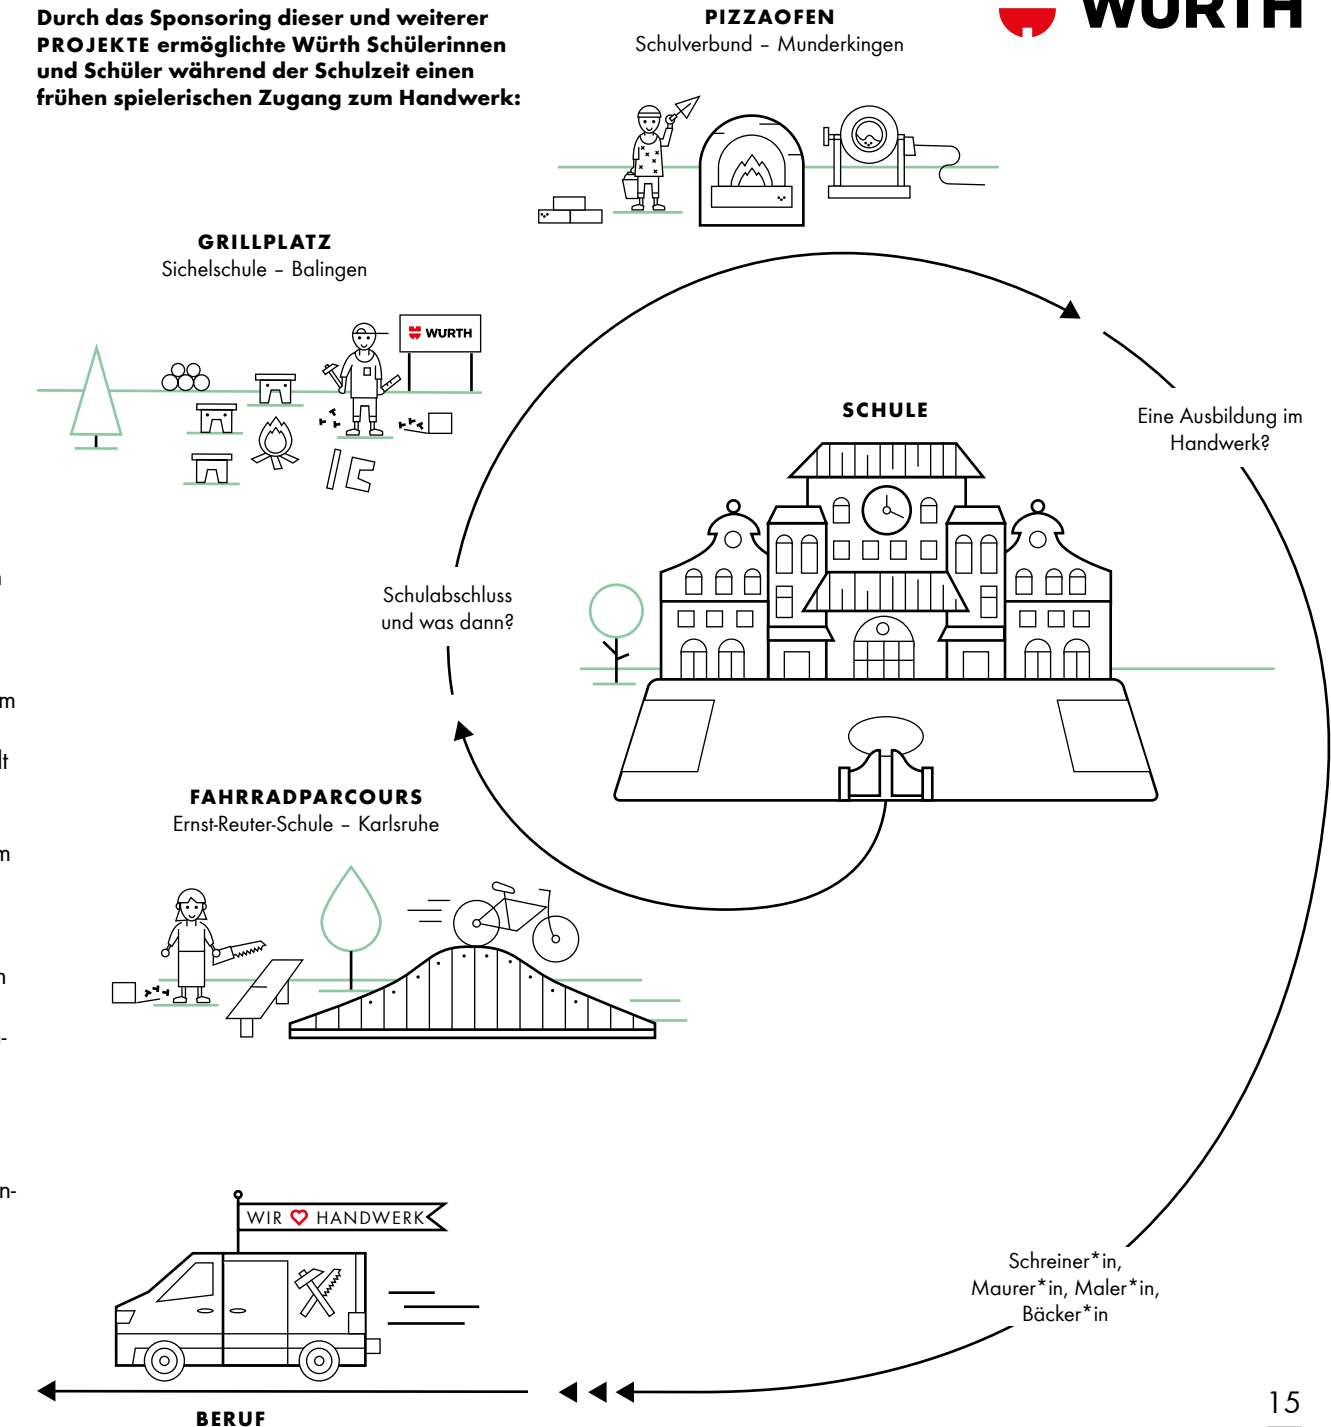 Durch das Sponsoring dieser und weiterer
PROJEKTE ermöglichte Würth Schülerinnen
und Schüler während der Schulzeit einen
frühen spielerischen Zugang zum Handwerk:
PIZZAOFEN
Schulverbund – Munderkingen
WÜRTH
GRILLPLATZ
Sichelschule – Balingen
WÜRTH
SCHULE
Eine Ausbildung im
Handwerk?
Schulabschluss
und was dann?
FAHRRADPARCOURS
Ernst-Reuter-Schule – Karlsruhe
WIR HANDWERK
Schreiner*in,
Maurer*in, Maler*in,
Bäcker*in
BERUF
15